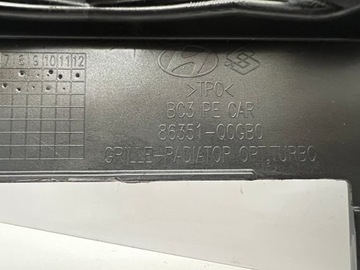 7 8 9 10 11 12
>TPO<
BC3 PE CAR
86351-Q0GB0
GRILLE-RADIATOR OPT,TURBO